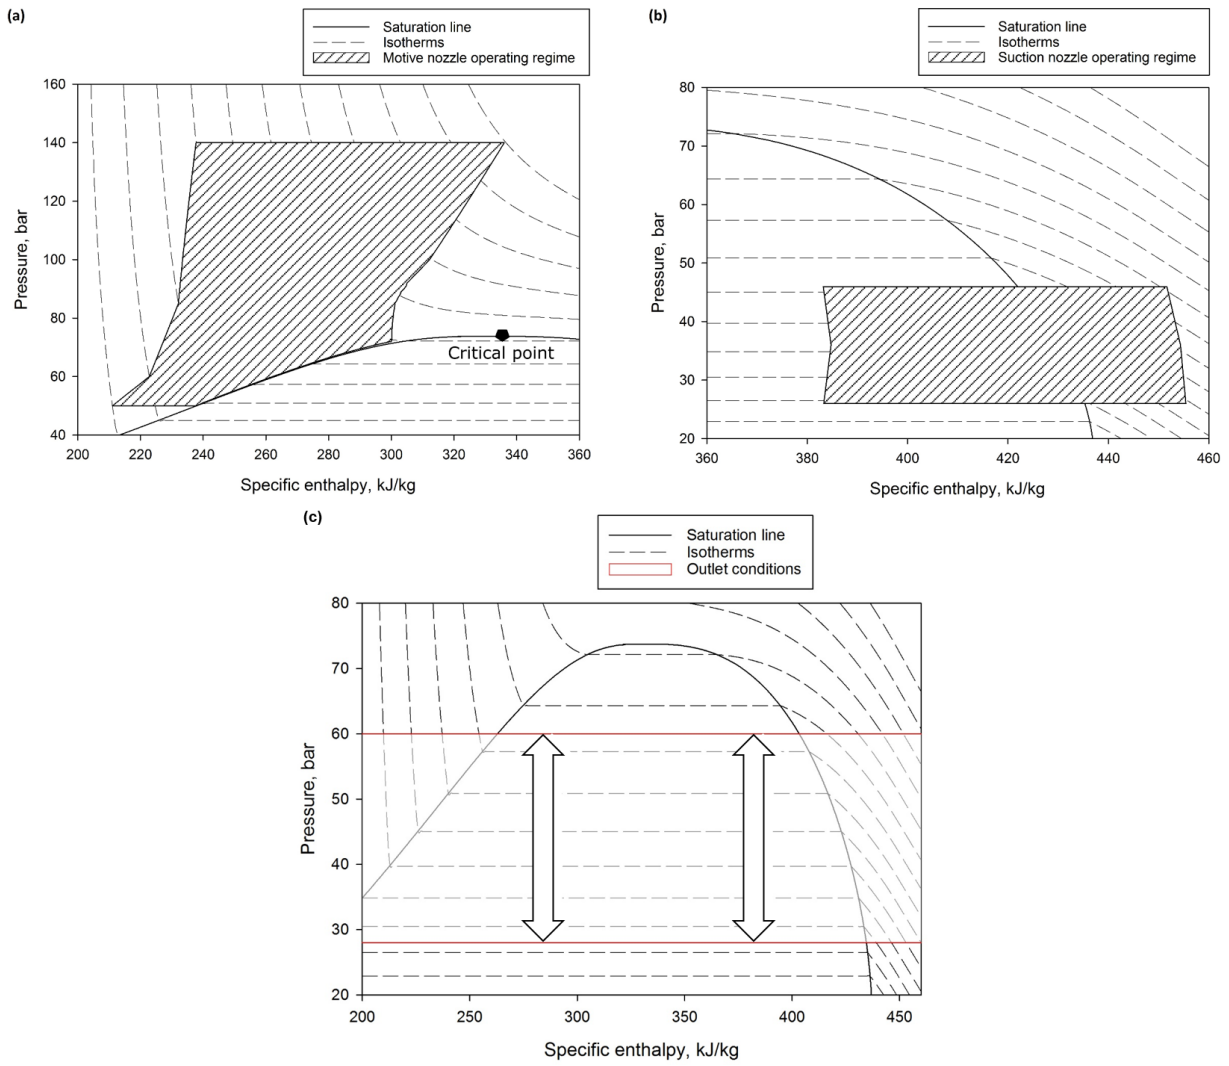 (a)
Saturation line
Isotherms
Motive nozzle operating regime
160
140
120
100
80
60
40
Pressure, bar
Critical point
200 220 240 260 280 300 320 340 360
Specific enthalpy, kJ/kg
(b)
Saturation line
Isotherms
Suction nozzle operating regime
80
70
60
50
40
30
20
Pressure, bar
360 380 400 420 440 460
Specific enthalpy, kJ/kg
(c)
Saturation line
Isotherms
Outlet conditions
80
70
60
50
40
30
20
Pressure, bar
200 250 300 350 400 450
Specific enthalpy, kJ/kg